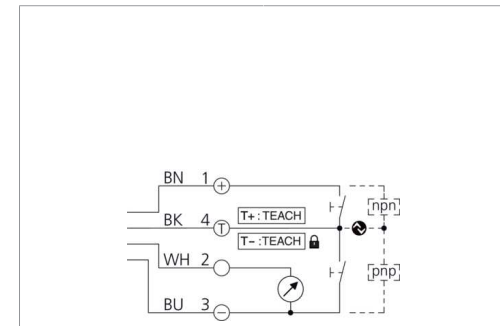 BN 1 +
BK 4 T T+ : TEACH npn
T- : TEACH
WH 2 pnp
BU 3 -